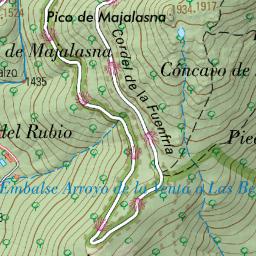 1524
1934,1917
Pico de Majalasna
de Majalasna
1435
Cóncavo de
Cordel de la Fuenfría
del Rubio
Embalse Arroyo de la Venta o Las Be